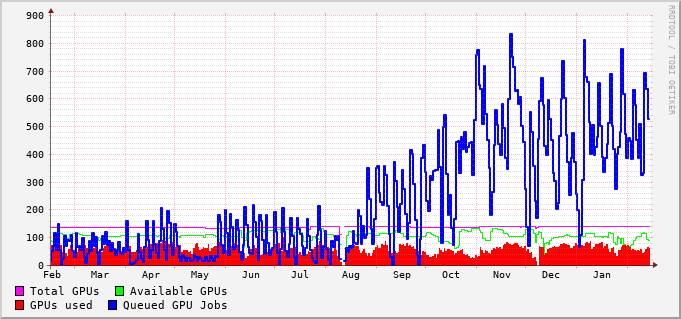 900
800
700
600
500
400
300
200
100
0
Feb Mar Apr May Jun Jul Aug Sep Oct Nov Dec Jan
Total GPUs Available GPUs
GPUs used Queued GPU Jobs
RRDTOOL / TOBI OETIKER